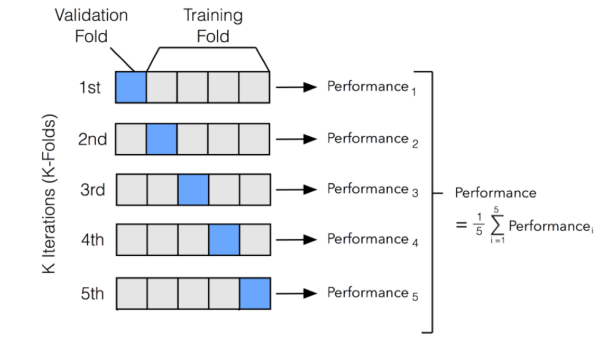 Validation
Fold
Training
Fold
K Iterations (K-Folds)
1st
Performance 1
2nd
Performance 2
3rd
Performance 3
4th
Performance 4
5th
Performance 5
Performance
= 1/5 5∑i=1 Performancei